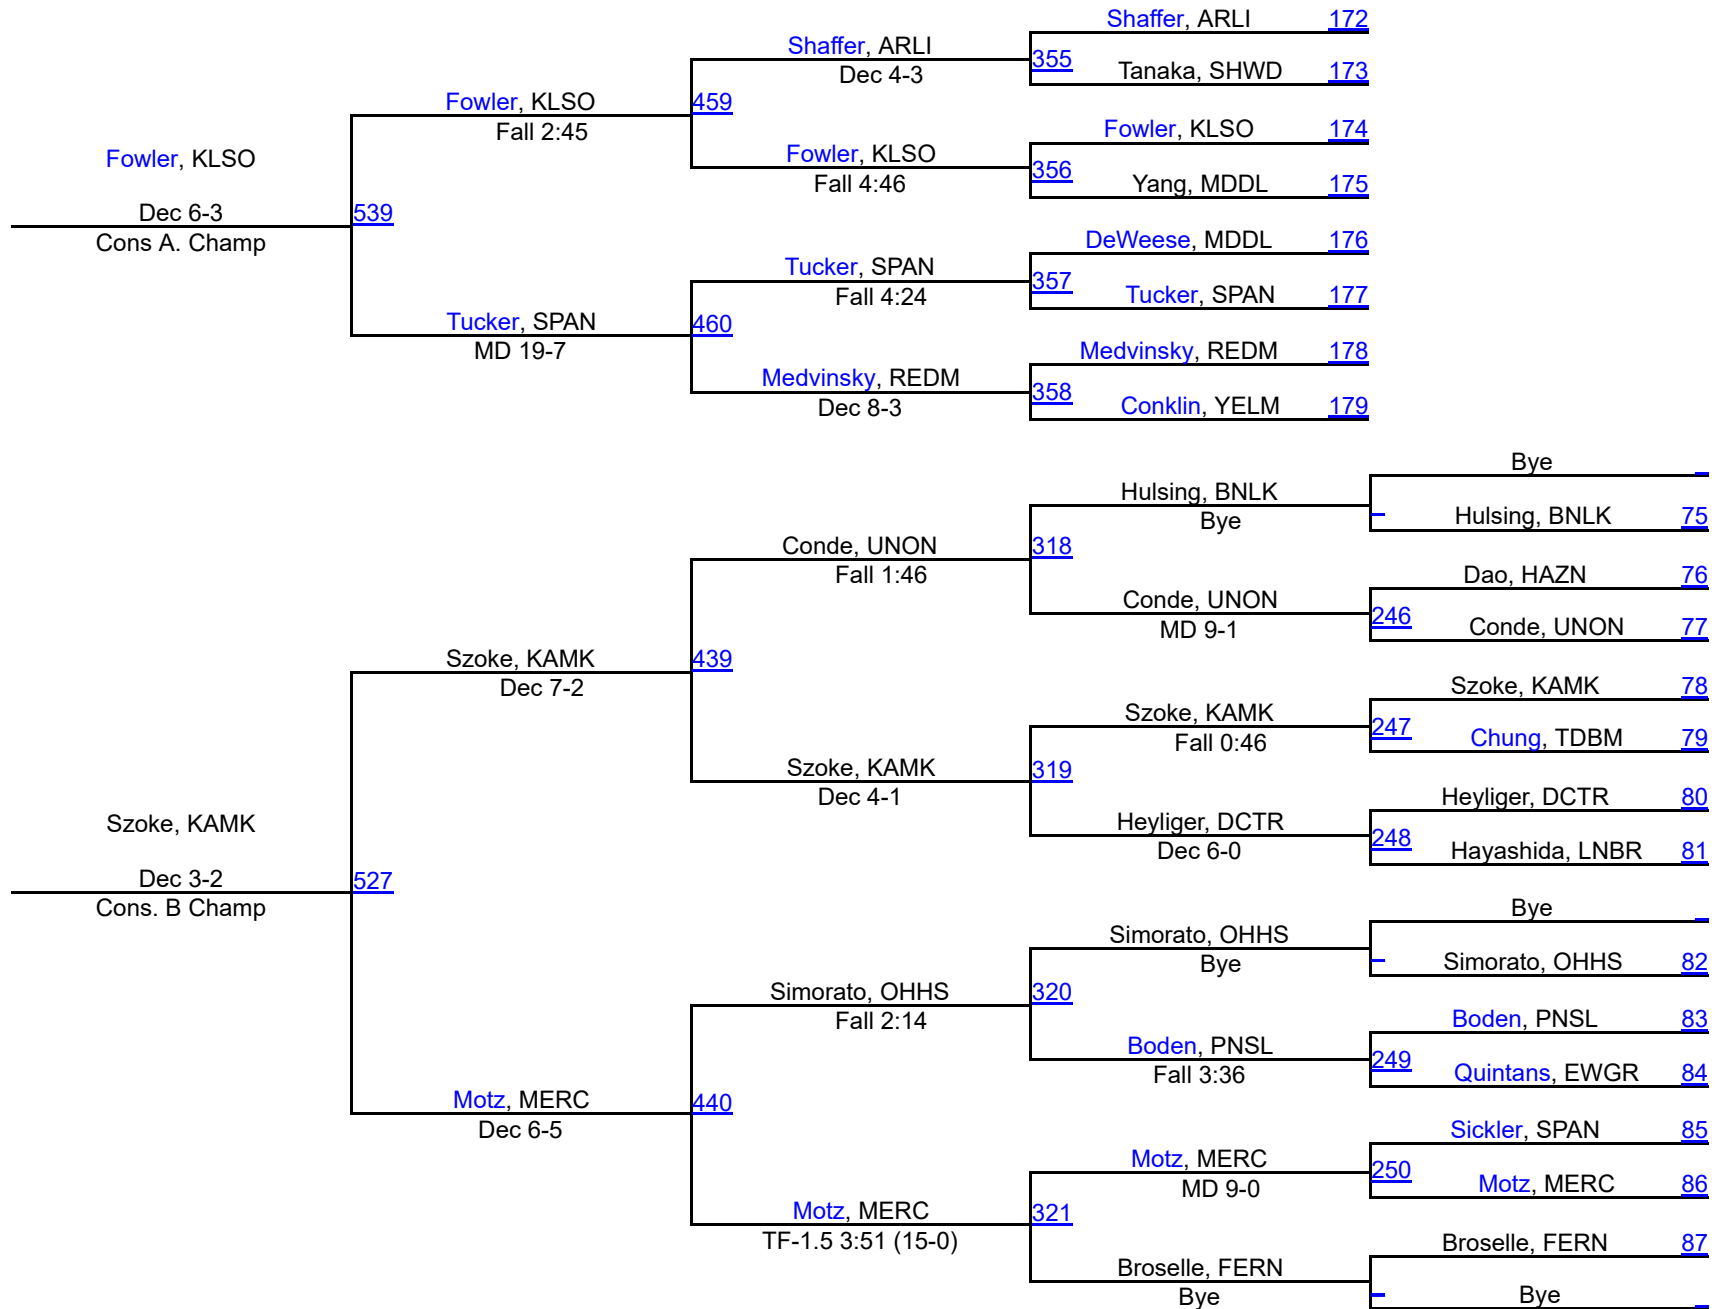 Shaffer, ARLI 172
Shaffer, ARLI
355
Dec 4-3
Tanaka, SHWD 173
Fowler, KLSO
459
Fall 2:45
Fowler, KLSO 174
Fowler, KLSO
Fowler, KLSO
356
Fall 4:46
Yang, MDDL 175
Dec 6-3
539
Cons A. Champ
DeWeese, MDDL 176
Tucker, SPAN
357
Fall 4:24
Tucker, SPAN 177
Tucker, SPAN
460
MD 19-7
Medvinsky, REDM 178
Medvinsky, REDM
358
Dec 8-3
Conklin, YELM 179
Bye
Hulsing, BNLK
Bye
Hulsing, BNLK 75
Conde, UNON
318
Fall 1:46
Dao, HAZN 76
Conde, UNON
246
MD 9-1
Conde, UNON 77
Szoke, KAMK
439
Dec 7-2
Szoke, KAMK 78
Szoke, KAMK
247
Fall 0:46
Chung, TDBM 79
Szoke, KAMK
319
Dec 4-1
Heyliger, DCTR 80
Heyliger, DCTR
248
Dec 6-0
Hayashida, LNBR 81
Szoke, KAMK
Dec 3-2
527
Cons. B Champ
Bye
Simorato, OHHS
Bye
Simorato, OHHS 82
Simorato, OHHS
320
Fall 2:14
Boden, PNSL 83
Boden, PNSL
249
Fall 3:36
Quintans, EWGR 84
Motz, MERC
440
Dec 6-5
Sickler, SPAN 85
Motz, MERC
250
MD 9-0
Motz, MERC 86
Motz, MERC
321
TF-1.5 3:51 (15-0)
Broselle, FERN 87
Broselle, FERN
Bye
Bye